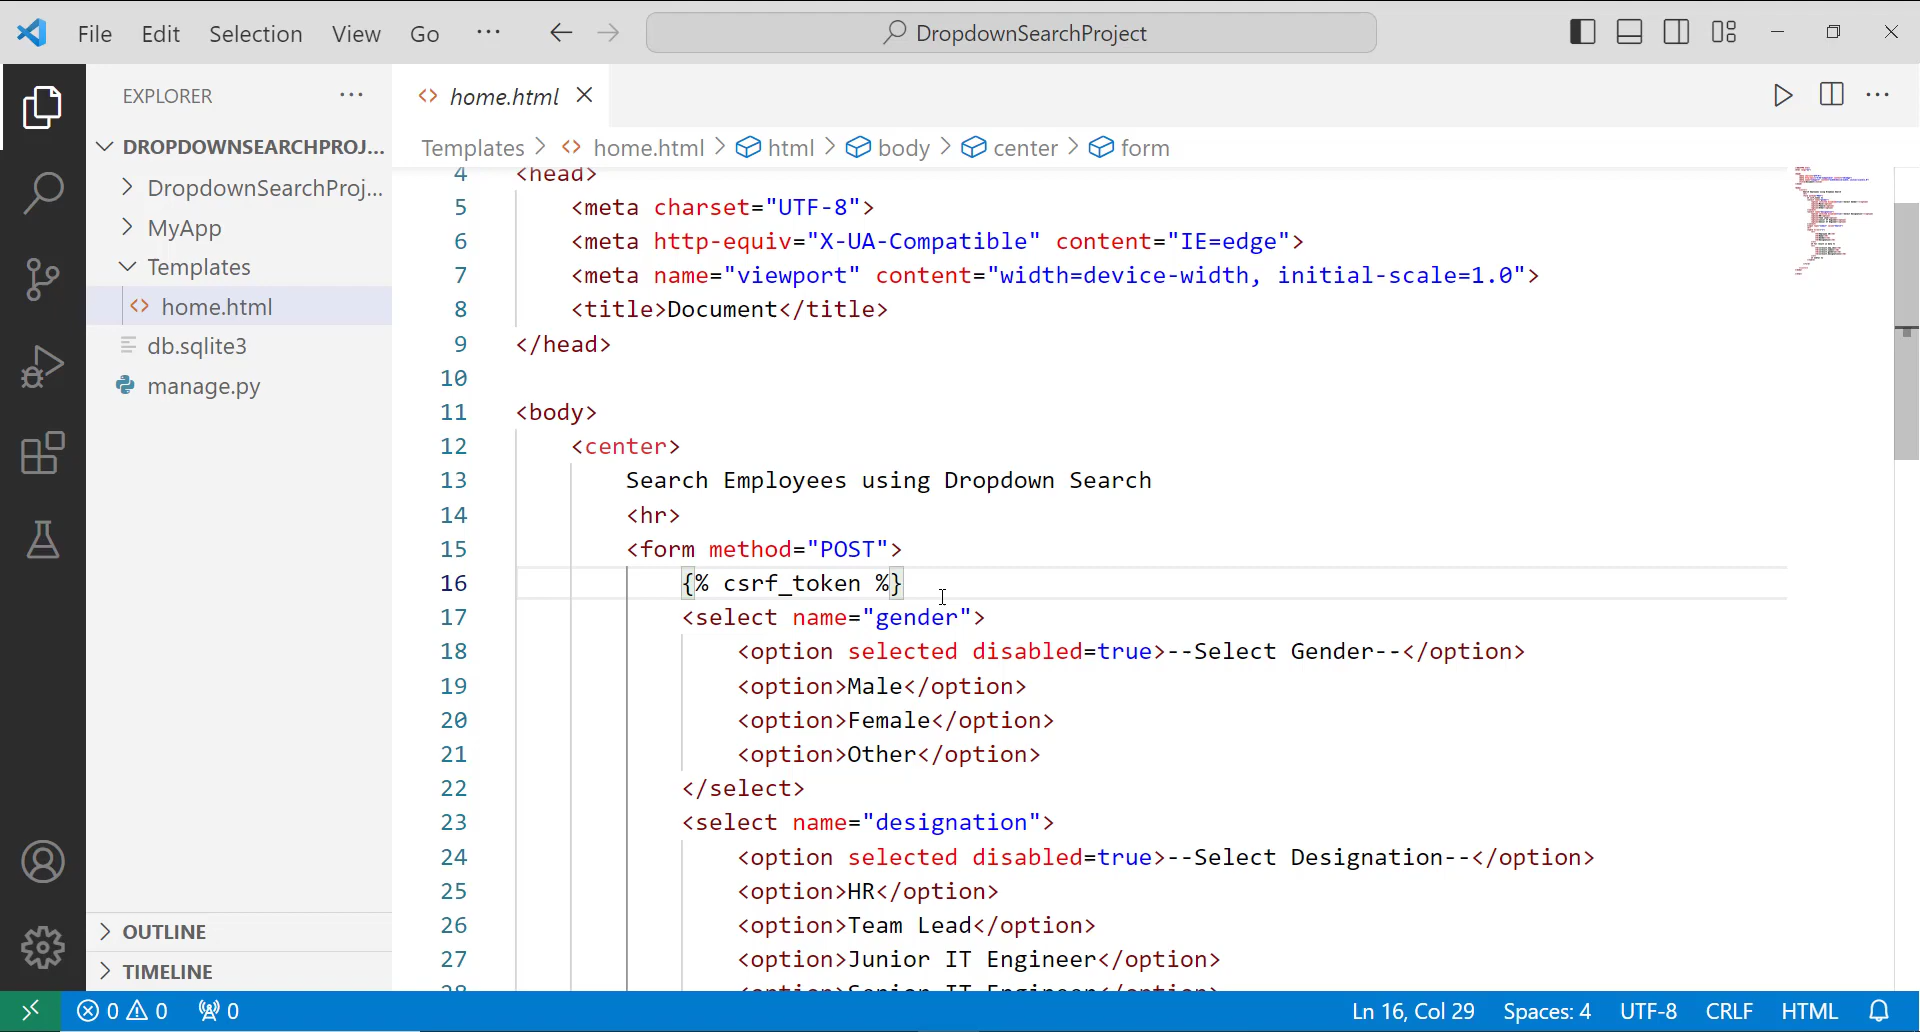 File Edit Selection View Go ··· DropdownSearchProject
EXPLORER ···
DROPDOWNSEARCHPROJ...
DropdownSearchProj...
MyApp
Templates
home.html
db.sqlite3
manage.py
OUTLINE
TIMELINE
home.html
Templates > home.html > html > body > center > form
4 <head>
5 <meta charset="UTF-8">
6 <meta http-equiv="X-UA-Compatible" content="IE=edge">
7 <meta name="viewport" content="width=device-width, initial-scale=1.0">
8 <title>Document</title>
9 </head>
10
11 <body>
12 <center>
13 Search Employees using Dropdown Search
14 <hr>
15 <form method="POST">
16 {% csrf_token %}
17 <select name="gender">
18 <option selected disabled=true>--Select Gender--</option>
19 <option>Male</option>
20 <option>Female</option>
21 <option>Other</option>
22 </select>
23 <select name="designation">
24 <option selected disabled=true>--Select Designation--</option>
25 <option>HR</option>
26 <option>Team Lead</option>
27 <option>Junior IT Engineer</option>
28 <option>Senior IT Engineer</option>
0 0 0 Ln 16, Col 29 Spaces: 4 UTF-8 CRLF HTML